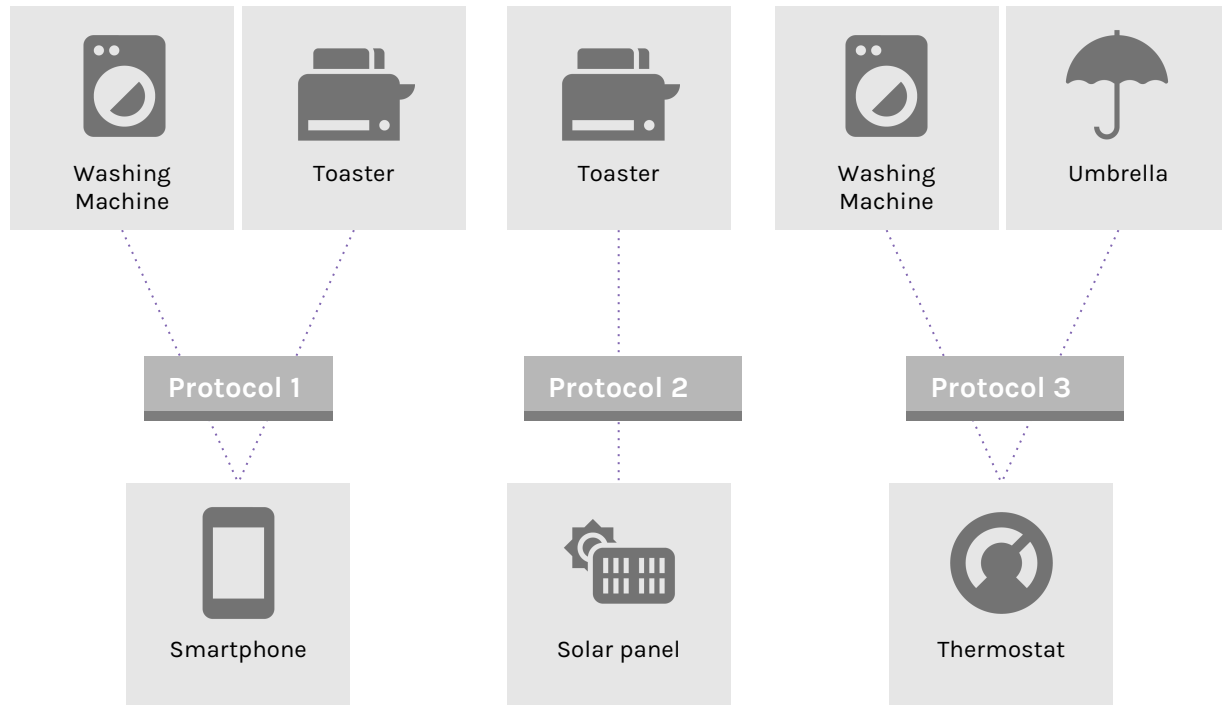 Washing
Machine
Toaster
Toaster
Washing
Machine
Umbrella
Protocol 1
Protocol 2
Protocol 3
Smartphone
Solar panel
Thermostat